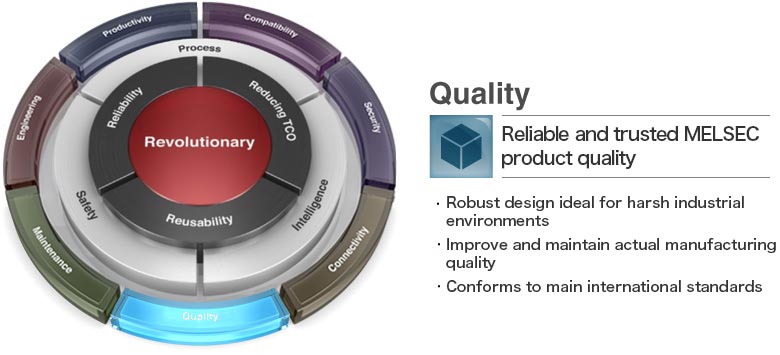 Productivity
Compatibility
Process
Engineering
Security
Reliability
Reducing TCO
Revolutionary
Safety
Reusability
Intelligence
Maintenance
Connectivity
Quality
Quality
Reliable and trusted MELSEC
product quality
· Robust design ideal for harsh industrial
environments
· Improve and maintain actual manufacturing
quality
· Conforms to main international standards